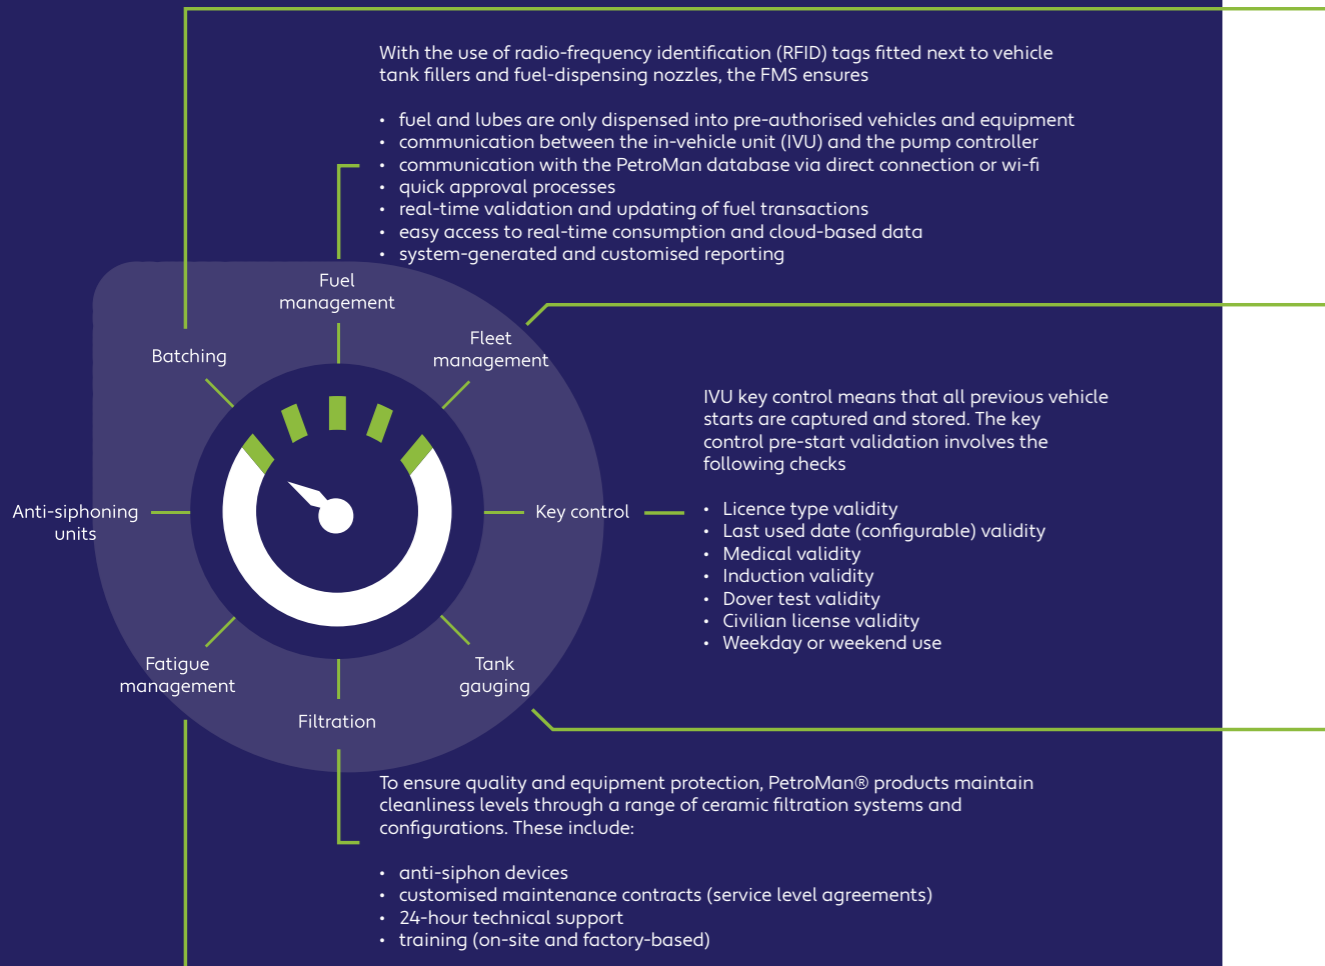 With the use of radio-frequency identification (RFID) tags fitted next to vehicle
tank fillers and fuel-dispensing nozzles, the FMS ensures
• fuel and lubes are only dispensed into pre-authorised vehicles and equipment
• communication between the in-vehicle unit (IVU) and the pump controller
• communication with the PetroMan database via direct connection or wi-fi
• quick approval processes
• real-time validation and updating of fuel transactions
• easy access to real-time consumption and cloud-based data
• system-generated and customised reporting
Fuel
management
Fleet
management
Batching
IVU key control means that all previous vehicle
starts are captured and stored. The key
control pre-start validation involves the
following checks
• Licence type validity
• Last used date (configurable) validity
• Medical validity
• Induction validity
• Dover test validity
• Civilian license validity
• Weekday or weekend use
Anti-siphoning
units
Key control
Fatigue
management
Tank
gauging
Filtration
To ensure quality and equipment protection, PetroMan® products maintain
cleanliness levels through a range of ceramic filtration systems and
configurations. These include:
• anti-siphon devices
• customised maintenance contracts (service level agreements)
• 24-hour technical support
• training (on-site and factory-based)